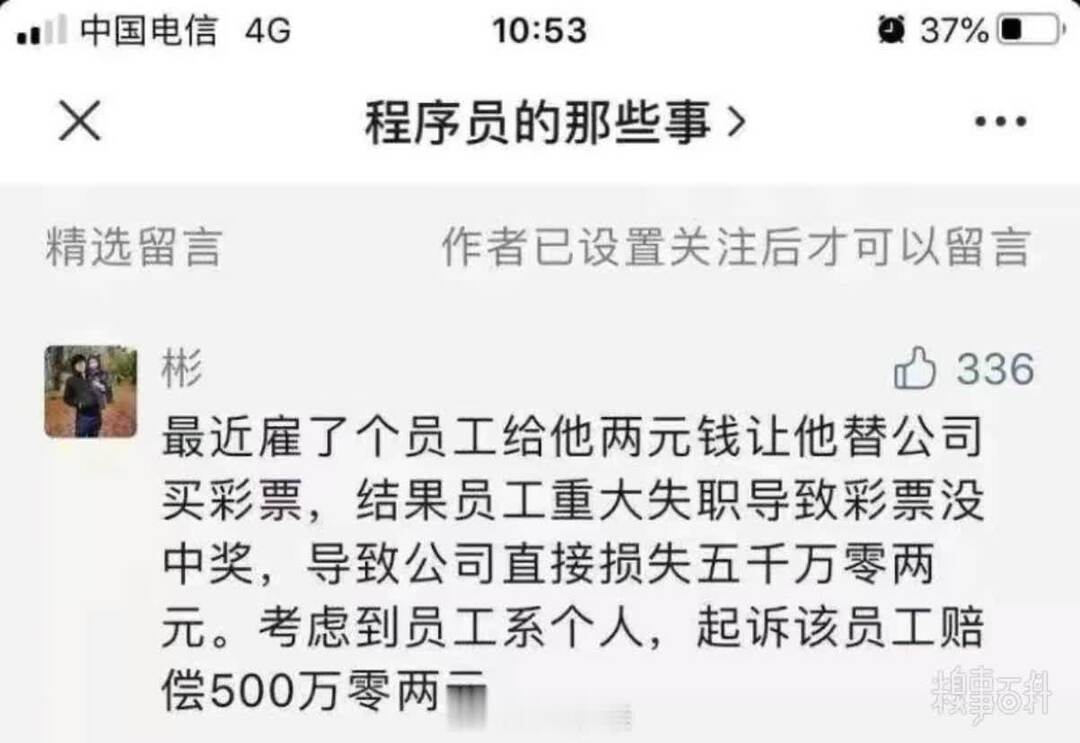 中国电信 4G 10:53 37%
程序员的那些事 >
精选留言 作者已设置关注后才可以留言
彬 336
最近雇了个员工给他两元钱让他替公司
买彩票，结果员工重大失职导致彩票没
中奖，导致公司直接损失五千万零两
元。考虑到员工系个人，起诉该员工赔
偿500万零两元
糗事百科